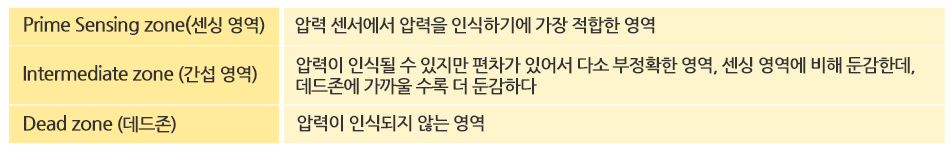 Prime Sensing zone(센싱 영역)
압력 센서에서 압력을 인식하기에 가장 적합한 영역
Intermediate zone (간섭 영역)
압력이 인식될 수 있지만 편차가 있어서 다소 부정확한 영역, 센싱 영역에 비해 둔감한데,
데드존에 가까울 수록 더 둔감하다
Dead zone (데드존)
압력이 인식되지 않는 영역